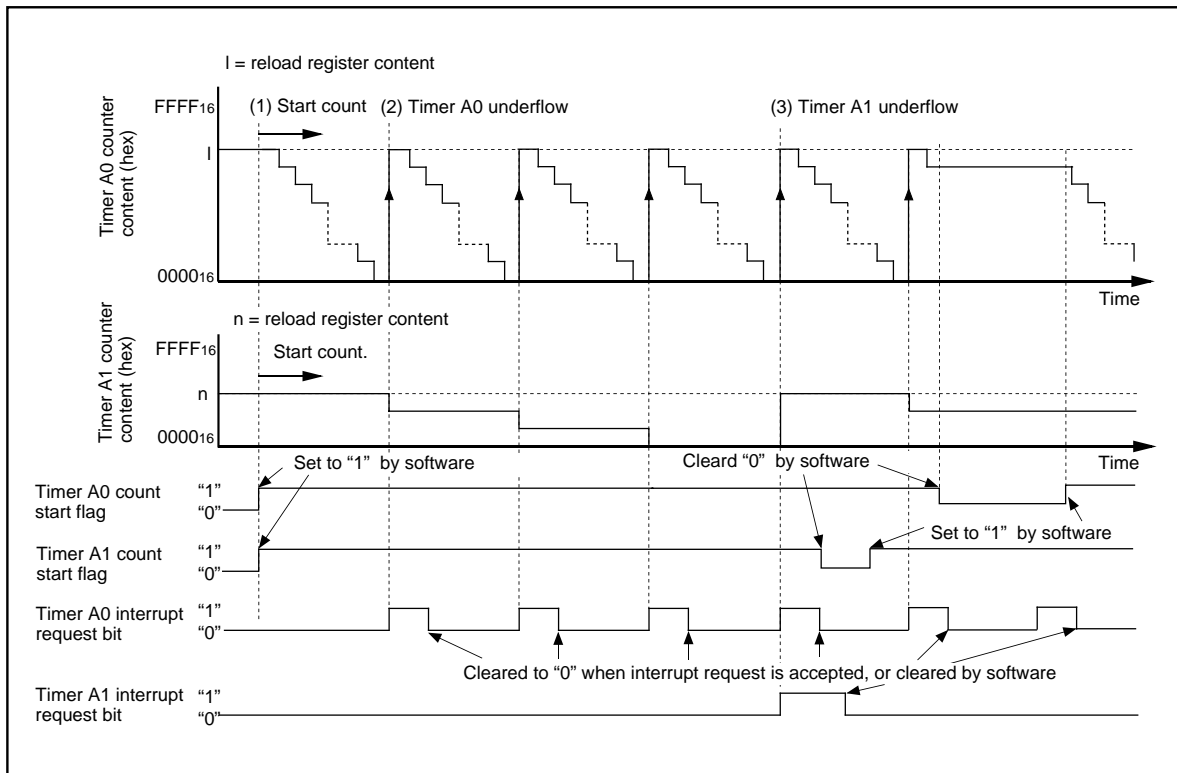 l = reload register content
FFFF16
(1) Start count
(2) Timer A0 underflow
(3) Timer A1 underflow
l
Timer A0 counter
content (hex)
000016
Time
n = reload register content
FFFF16
Start count.
n
Timer A1 counter
content (hex)
000016
Time
Set to “1” by software
Cleard “0” by software
Timer A0 count
start flag
“1”
“0”
Set to “1” by software
Timer A1 count
start flag
“1”
“0”
Timer A0 interrupt
request bit
“1”
“0”
Cleared to “0” when interrupt request is accepted, or cleared by software
Timer A1 interrupt
request bit
“1”
“0”